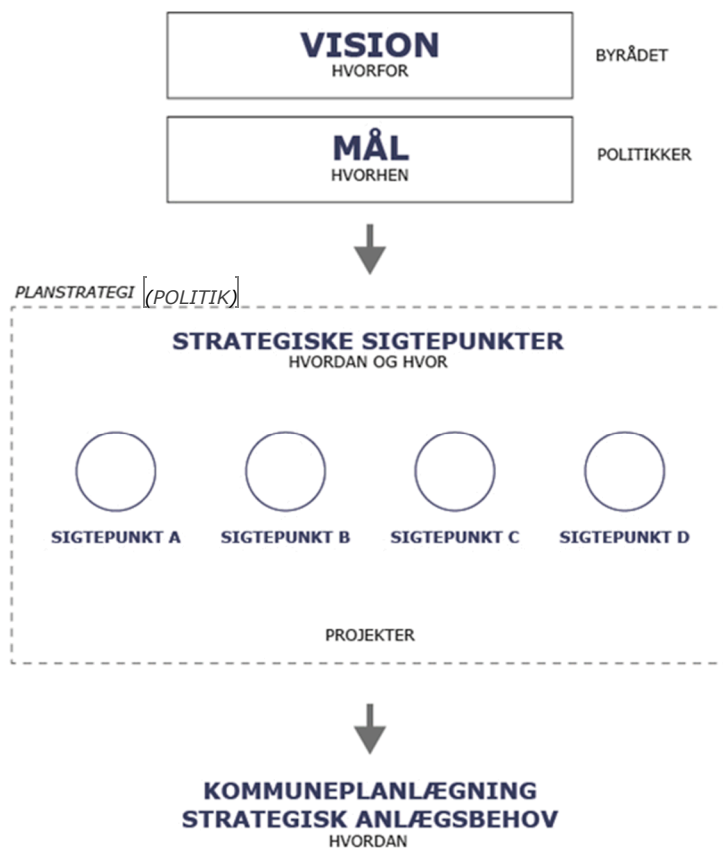 VISION
HVORFOR
BYRÅDET
MÅL
HVORHEN
POLITIKKER
PLANSTRATEGI (POLITIK)
STRATEGISKE SIGTEPUNKTER
HVORDAN OG HVOR
SIGTEPUNKT A SIGTEPUNKT B SIGTEPUNKT C SIGTEPUNKT D
PROJEKTER
KOMMUNEPLANLÆGNING
STRATEGISK ANLÆGSBEHOV
HVORDAN